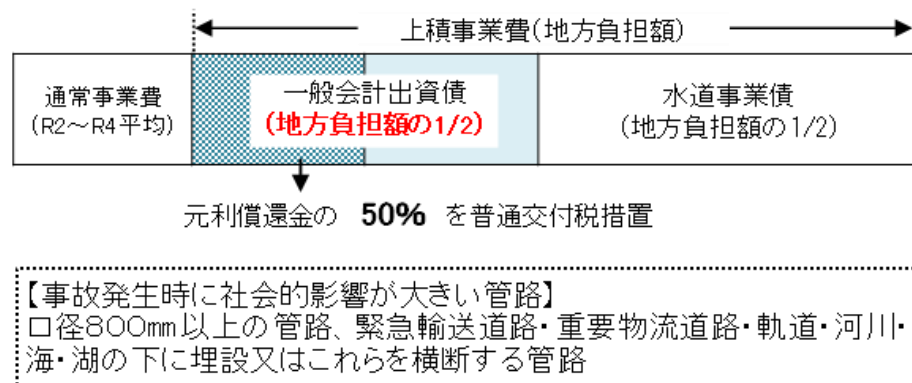 上積事業費(地方負担額)
通常事業費
(R2～R4平均)
一般会計出資債
(地方負担額の1/2)
水道事業債
(地方負担額の1/2)
元利償還金の 50% を普通交付税措置
【事故発生時に社会的影響が大きい管路】
口径800mm以上の管路、緊急輸送道路・重要物流道路・軌道・河川・
海・湖の下に埋設又はこれらを横断する管路